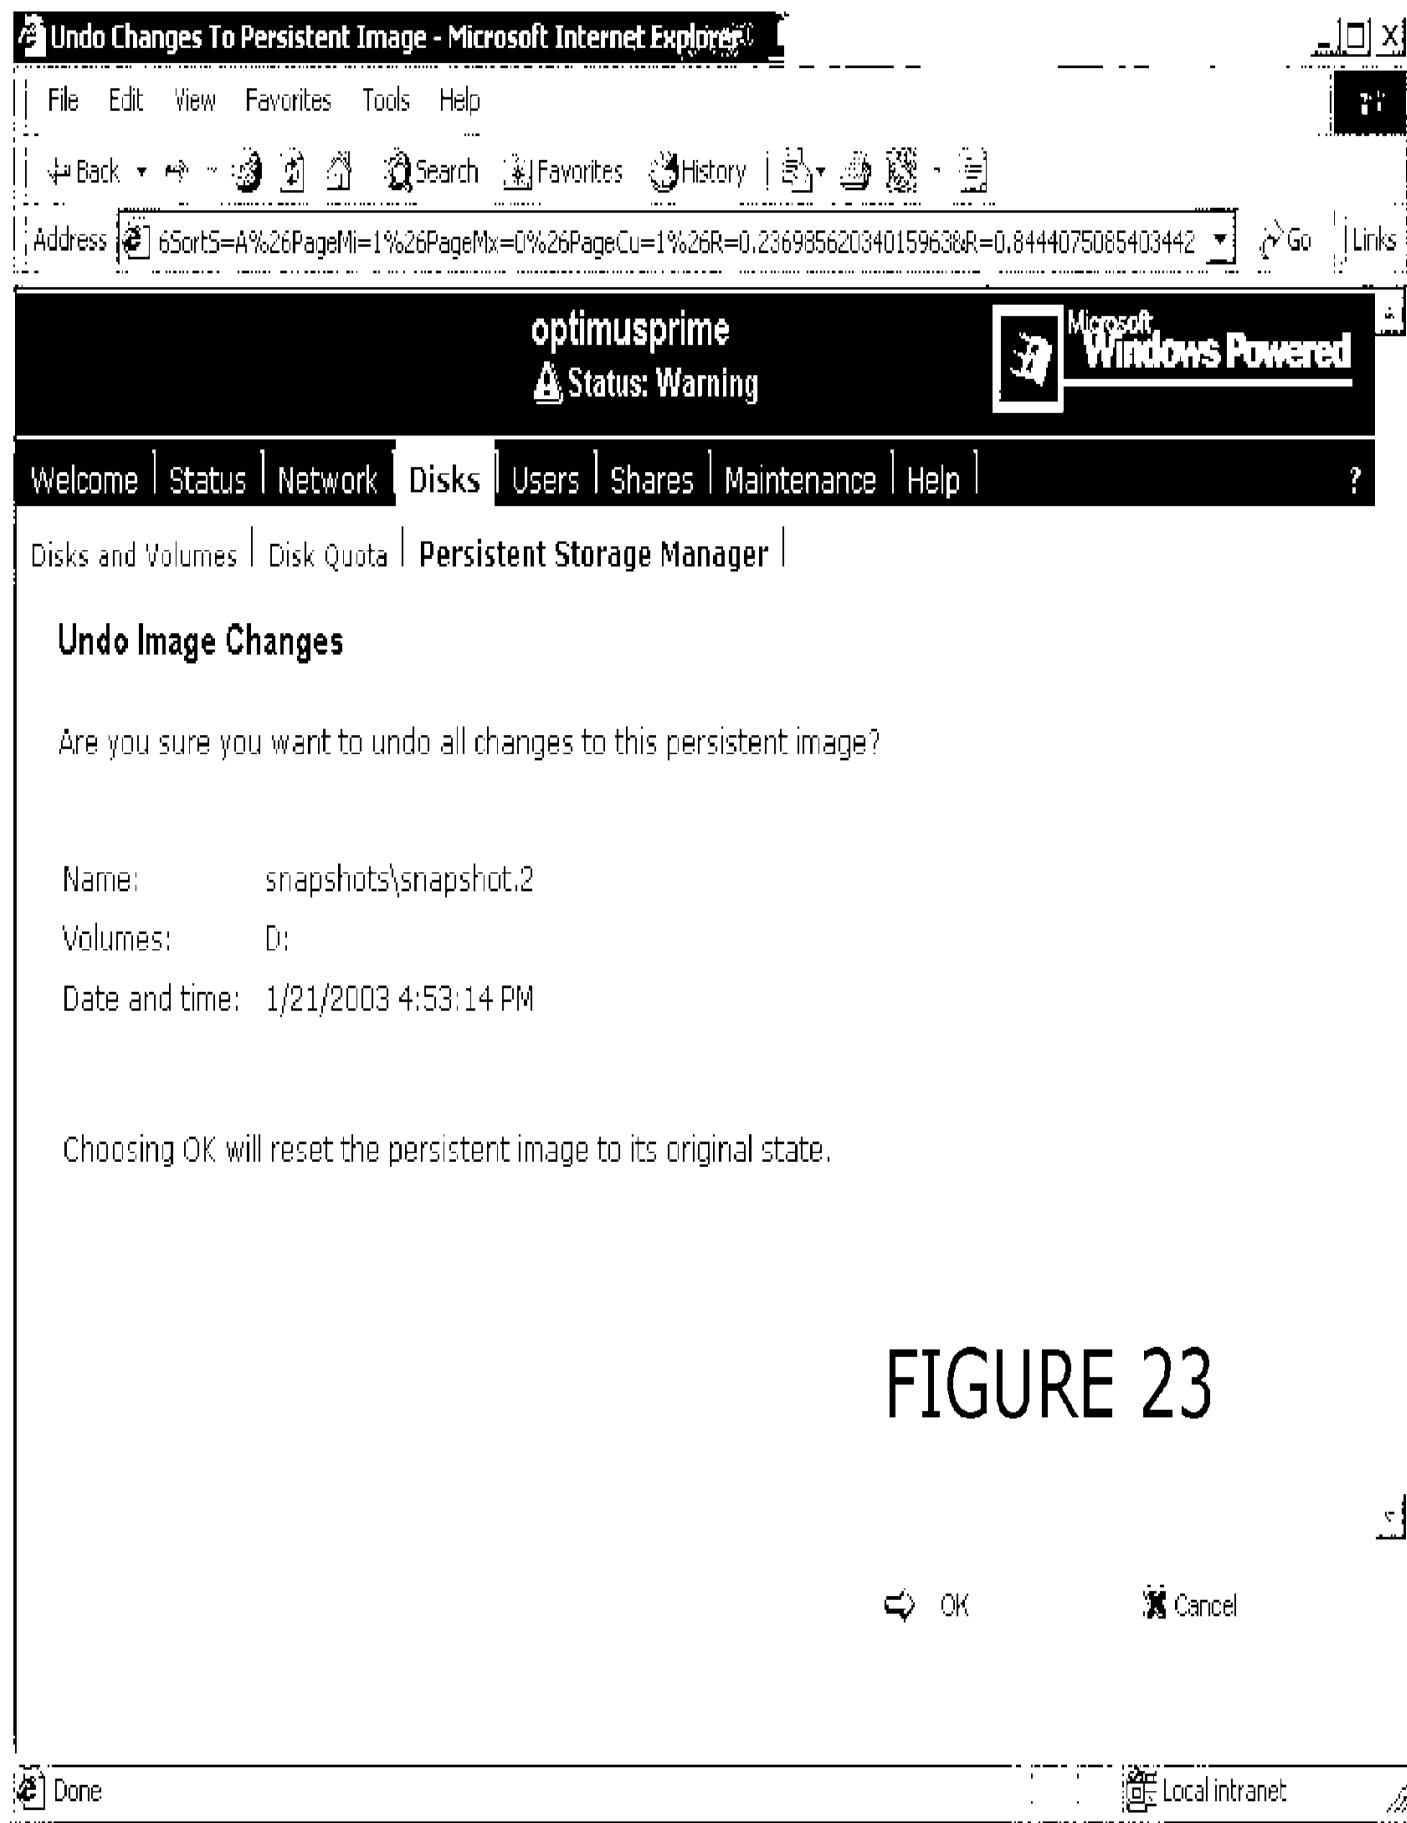 Undo Changes To Persistent Image - Microsoft Internet Explorer
File Edit View Favorites Tools Help
Back Search Favorites History
Address 6SortS=A%26PageMi=1%26PageMx=0%26PageCu=1%26R=0.23698562034015963&R=0.8444075085403442 Go Links
optimusprime
Status: Warning
Microsoft
Windows Powered
Welcome | Status | Network | Disks | Users | Shares | Maintenance | Help | ?
Disks and Volumes | Disk Quota | Persistent Storage Manager |
Undo Image Changes
Are you sure you want to undo all changes to this persistent image?
Name: snapshots\snapshot.2
Volumes: D:
Date and time: 1/21/2003 4:53:14 PM
Choosing OK will reset the persistent image to its original state.
FIGURE 23
OK Cancel
Done Local intranet